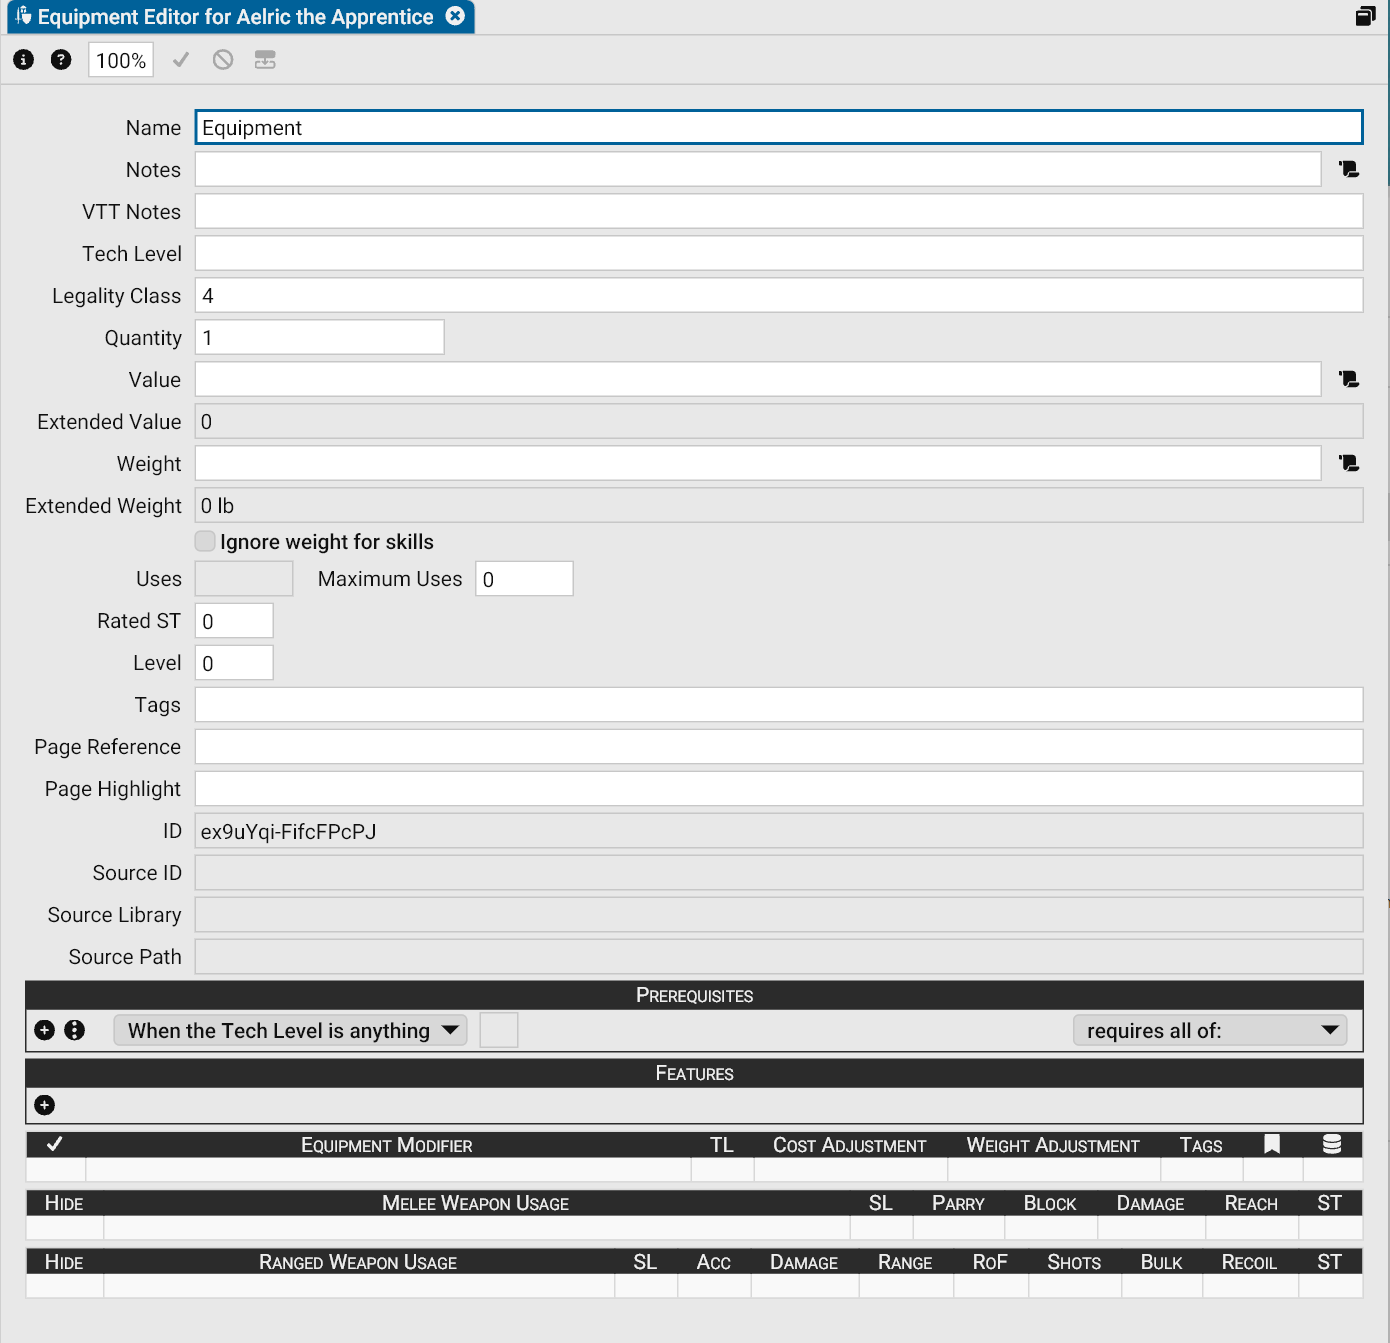 Equipment Editor for Aelric the Apprentice
100%
Name Equipment
Notes
VTT Notes
Tech Level
Legality Class 4
Quantity 1
Value
Extended Value 0
Weight
Extended Weight 0 lb
Ignore weight for skills
Uses Maximum Uses 0
Rated ST 0
Level 0
Tags
Page Reference
Page Highlight
ID ex9uYqi-FifcFPcPJ
Source ID
Source Library
Source Path
Prerequisites
When the Tech Level is anything requires all of:
Features
Equipment Modifier TL Cost Adjustment Weight Adjustment Tags
Hide Melee Weapon Usage SL Parry Block Damage Reach ST
Hide Ranged Weapon Usage SL Acc Damage Range RoF Shots Bulk Recoil ST